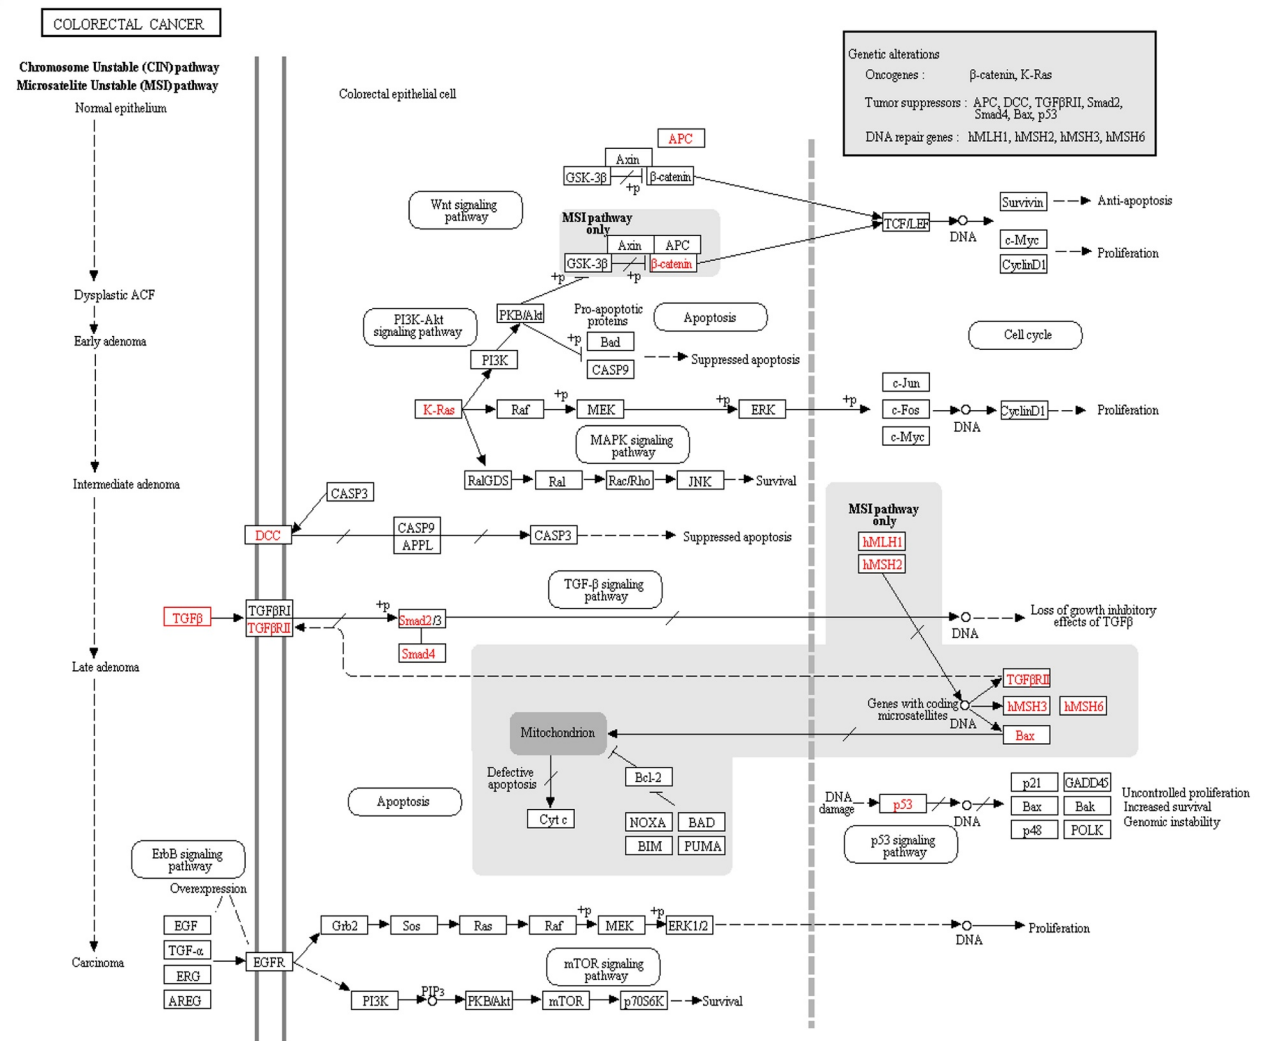 COLORECTAL CANCER
Chromosome Unstable (CIN) pathway
Microsatelite Unstable (MSI) pathway
Normal epithelium
Dysplastic ACF
Early adenoma
Intermediate adenoma
Late adenoma
Carcinoma
Colorectal epithelial cell
Genetic alterations
Oncogenes : β-catenin, K-Ras
Tumor suppressors : APC, DCC, TGFβRII, Smad2,
Smad4, Bax, p53
DNA repair genes : hMLH1, hMSH2, hMSH3, hMSH6
APC
Axin
GSK-3β
+p
β-catenin
Wnt signaling
pathway
MSI pathway
only
Axin
APC
GSK-3β
+p
β-catenin
+p
TCF/LEF
DNA
Survivin
Anti-apoptosis
c-Myc
CyclinD1
Proliferation
PI3K-Akt
signaling pathway
PKB/Akt
PI3K
Pro-apoptotic
proteins
+p
Bad
CASP9
Suppressed apoptosis
Apoptosis
Cell cycle
K-Ras
Raf
+p
MEK
+p
ERK
+p
c-Jun
c-Fos
c-Myc
DNA
CyclinD1
Proliferation
MAPK signaling
pathway
RalGDS
Ral
Rac/Rho
JNK
Survival
CASP3
DCC
CASP9
APPL
CASP3
Suppressed apoptosis
MSI pathway
only
hMLH1
hMSH2
TGF-β signaling
pathway
TGFβ
TGFβRI
TGFβRII
+p
Smad2/3
Smad4
DNA
Loss of growth inhibitory
effects of TGFβ
Genes with coding
microsatellites
DNA
TGFβRII
hMSH3
hMSH6
Bax
Mitochondrion
Defective
apoptosis
Cyt c
Bcl-2
NOXA
BAD
BIM
PUMA
Apoptosis
DNA
damage
p53
DNA
p21
GADD45
Bax
Bak
p48
POLK
Uncontrolled proliferation
Increased survival
Genomic instability
p53 signaling
pathway
ErbB signaling
pathway
Overexpression
EGF
TGF-α
ERG
AREG
EGFR
Grb2
Sos
Ras
Raf
+p
MEK
+p
ERK1/2
DNA
Proliferation
mTOR signaling
pathway
PI3K
PIP3
PKB/Akt
mTOR
p70S6K
Survival